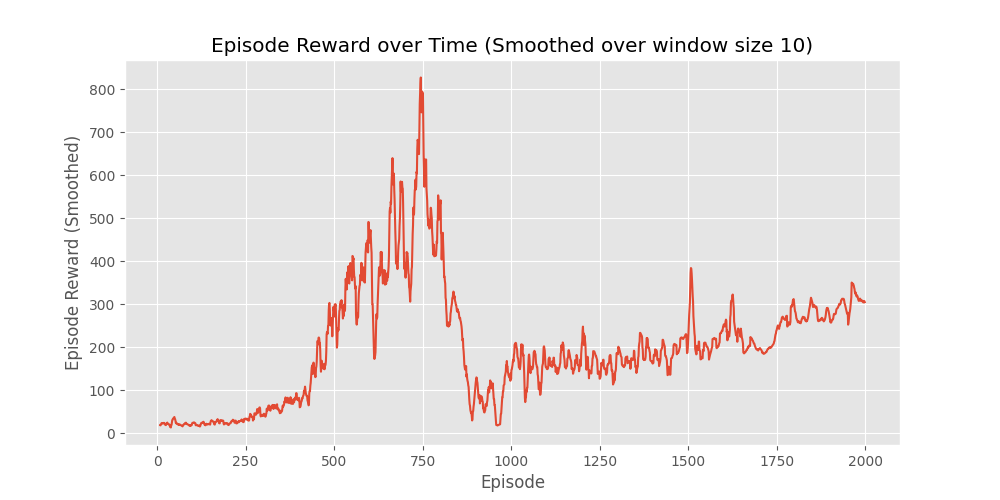 Episode Reward over Time (Smoothed over window size 10)
Episode Reward (Smoothed)
800
700
600
500
400
300
200
100
0
0 250 500 750 1000 1250 1500 1750 2000
Episode